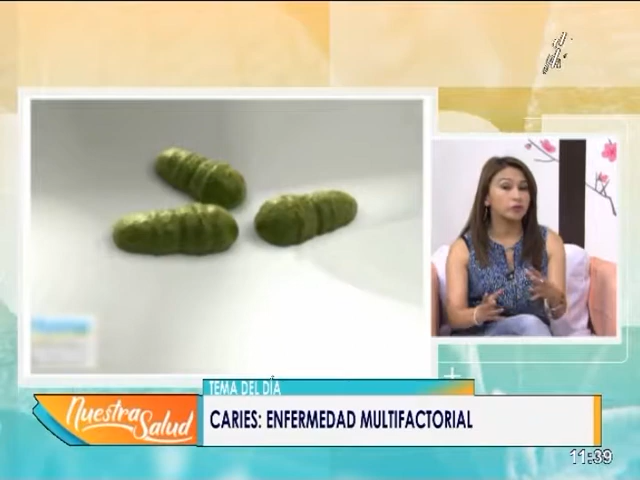 TEMA DEL DÍA
Nuestra Salud
CARIES: ENFERMEDAD MULTIFACTORIAL
11:39